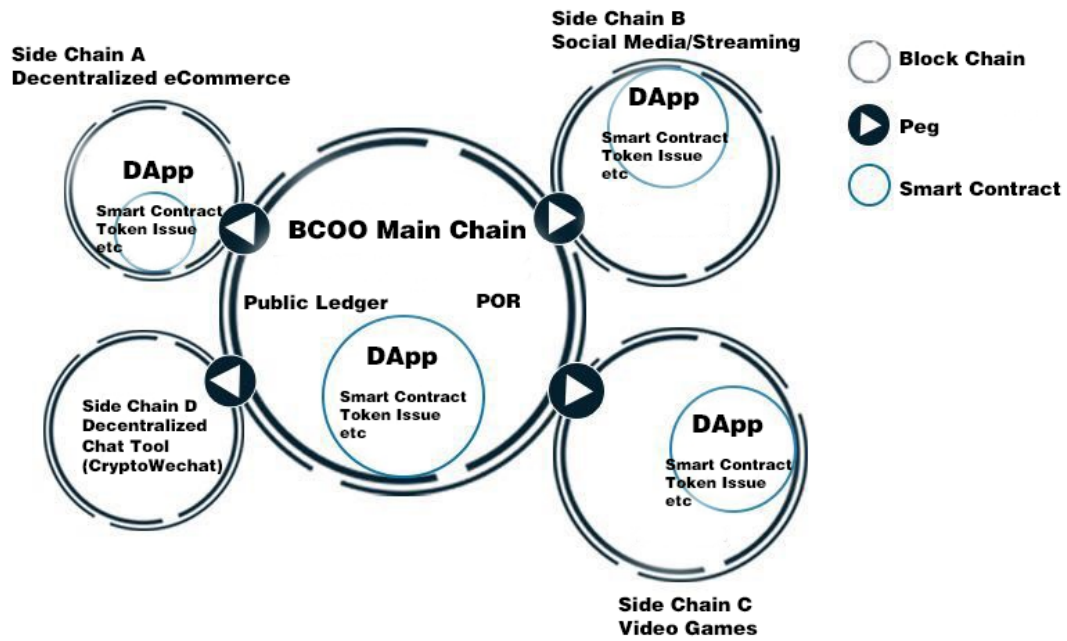 Side Chain A
Decentralized eCommerce
DApp
Smart Contract
Token Issue
etc
Side Chain B
Social Media/Streaming
DApp
Smart Contract
Token Issue
etc
Block Chain
Peg
Smart Contract
BCOO Main Chain
Public Ledger
POR
DApp
Smart Contract
Token Issue
etc
Side Chain D
Decentralized
Chat Tool
(CryptoWechat)
DApp
Smart Contract
Token Issue
etc
Side Chain C
Video Games